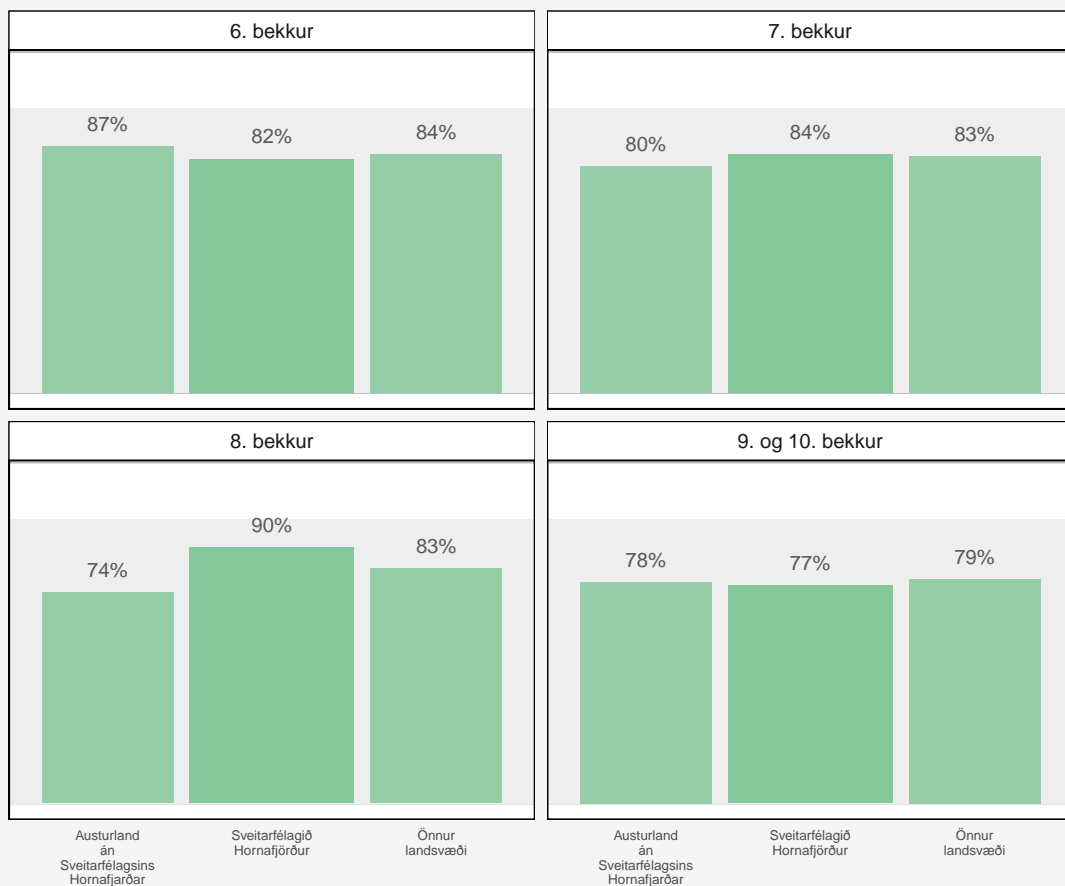 6. bekkur
87%
82%
84%
7. bekkur
80%
84%
83%
8. bekkur
74%
90%
83%
9. og 10. bekkur
78%
77%
79%
Austurland
án
Sveitarfélagsins
Hornafjarðar
Sveitarfélagið
Hornafjörður
Önnur
landsvæði
Austurland
án
Sveitarfélagsins
Hornafjarðar
Sveitarfélagið
Hornafjörður
Önnur
landsvæði